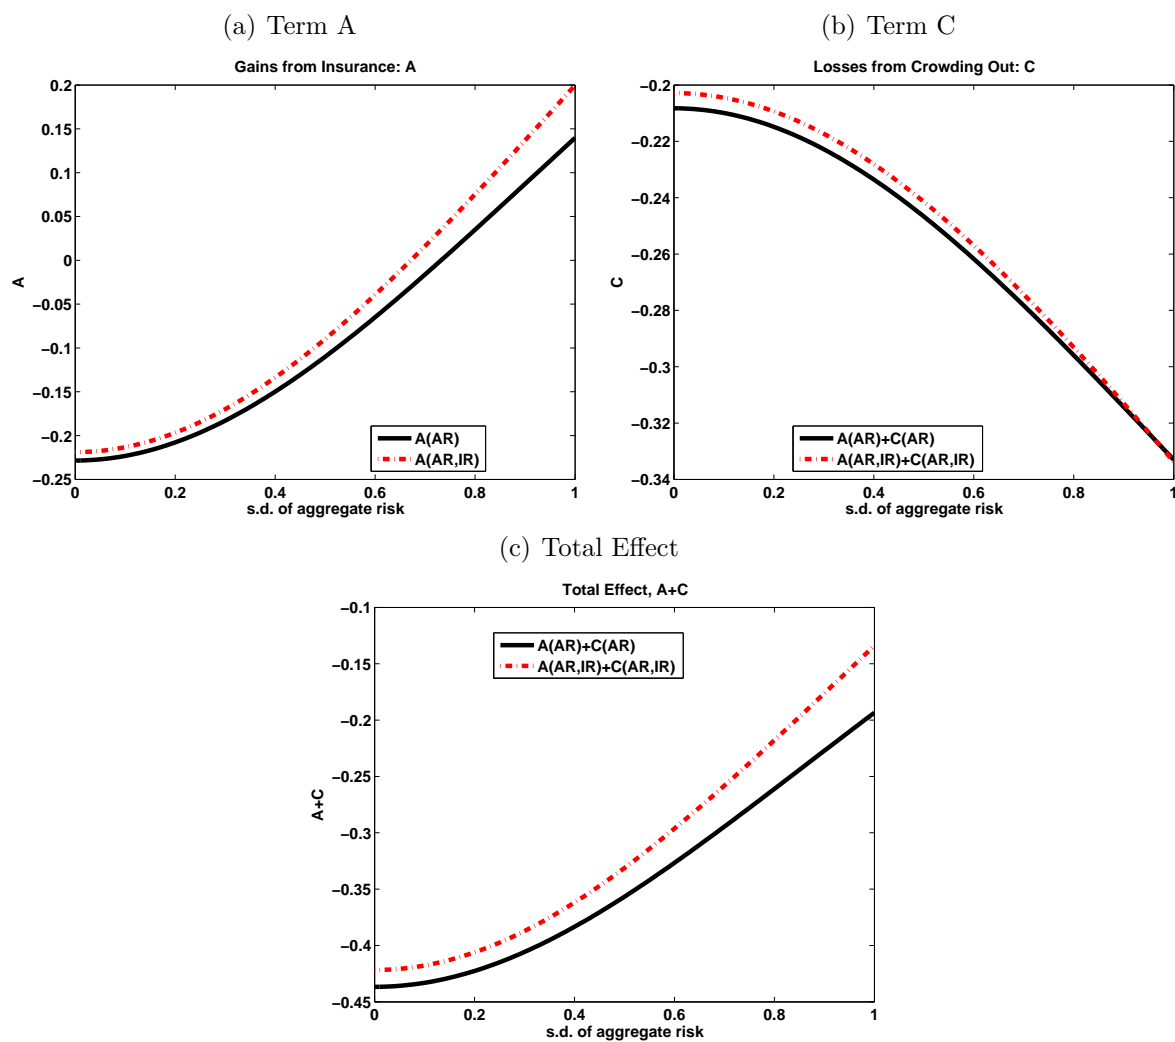 (a) Term A
Gains from Insurance: A
0.2
0.15
0.1
0.05
0
−0.05
−0.1
−0.15
−0.2
−0.25
A
A(AR)
A(AR,IR)
0 0.2 0.4 0.6 0.8 1
s.d. of aggregate risk
(b) Term C
Losses from Crowding Out: C
−0.2
−0.22
−0.24
−0.26
−0.28
−0.3
−0.32
−0.34
C
A(AR)+C(AR)
A(AR,IR)+C(AR,IR)
0 0.2 0.4 0.6 0.8 1
s.d. of aggregate risk
(c) Total Effect
Total Effect, A+C
−0.1
−0.15
−0.2
−0.25
−0.3
−0.35
−0.4
−0.45
A+C
A(AR)+C(AR)
A(AR,IR)+C(AR,IR)
0 0.2 0.4 0.6 0.8 1
s.d. of aggregate risk